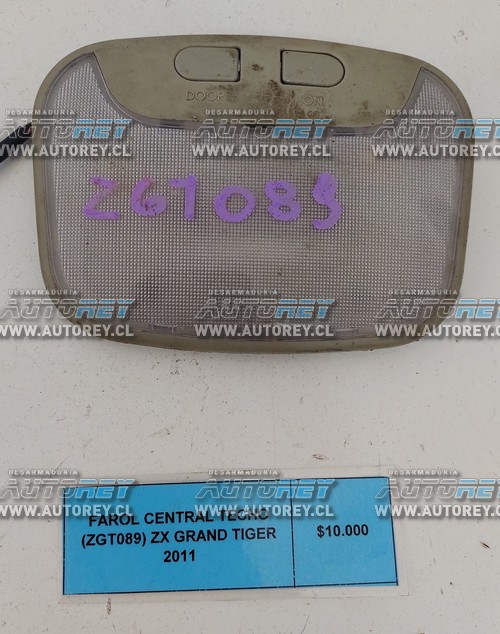 DOOR ON
ZGT089
FAROL CENTRAL TECHO
(ZGT089) ZX GRAND TIGER
2011
$10.000
DESARMADURIA
AUTOREY
WWW.AUTOREY.CL